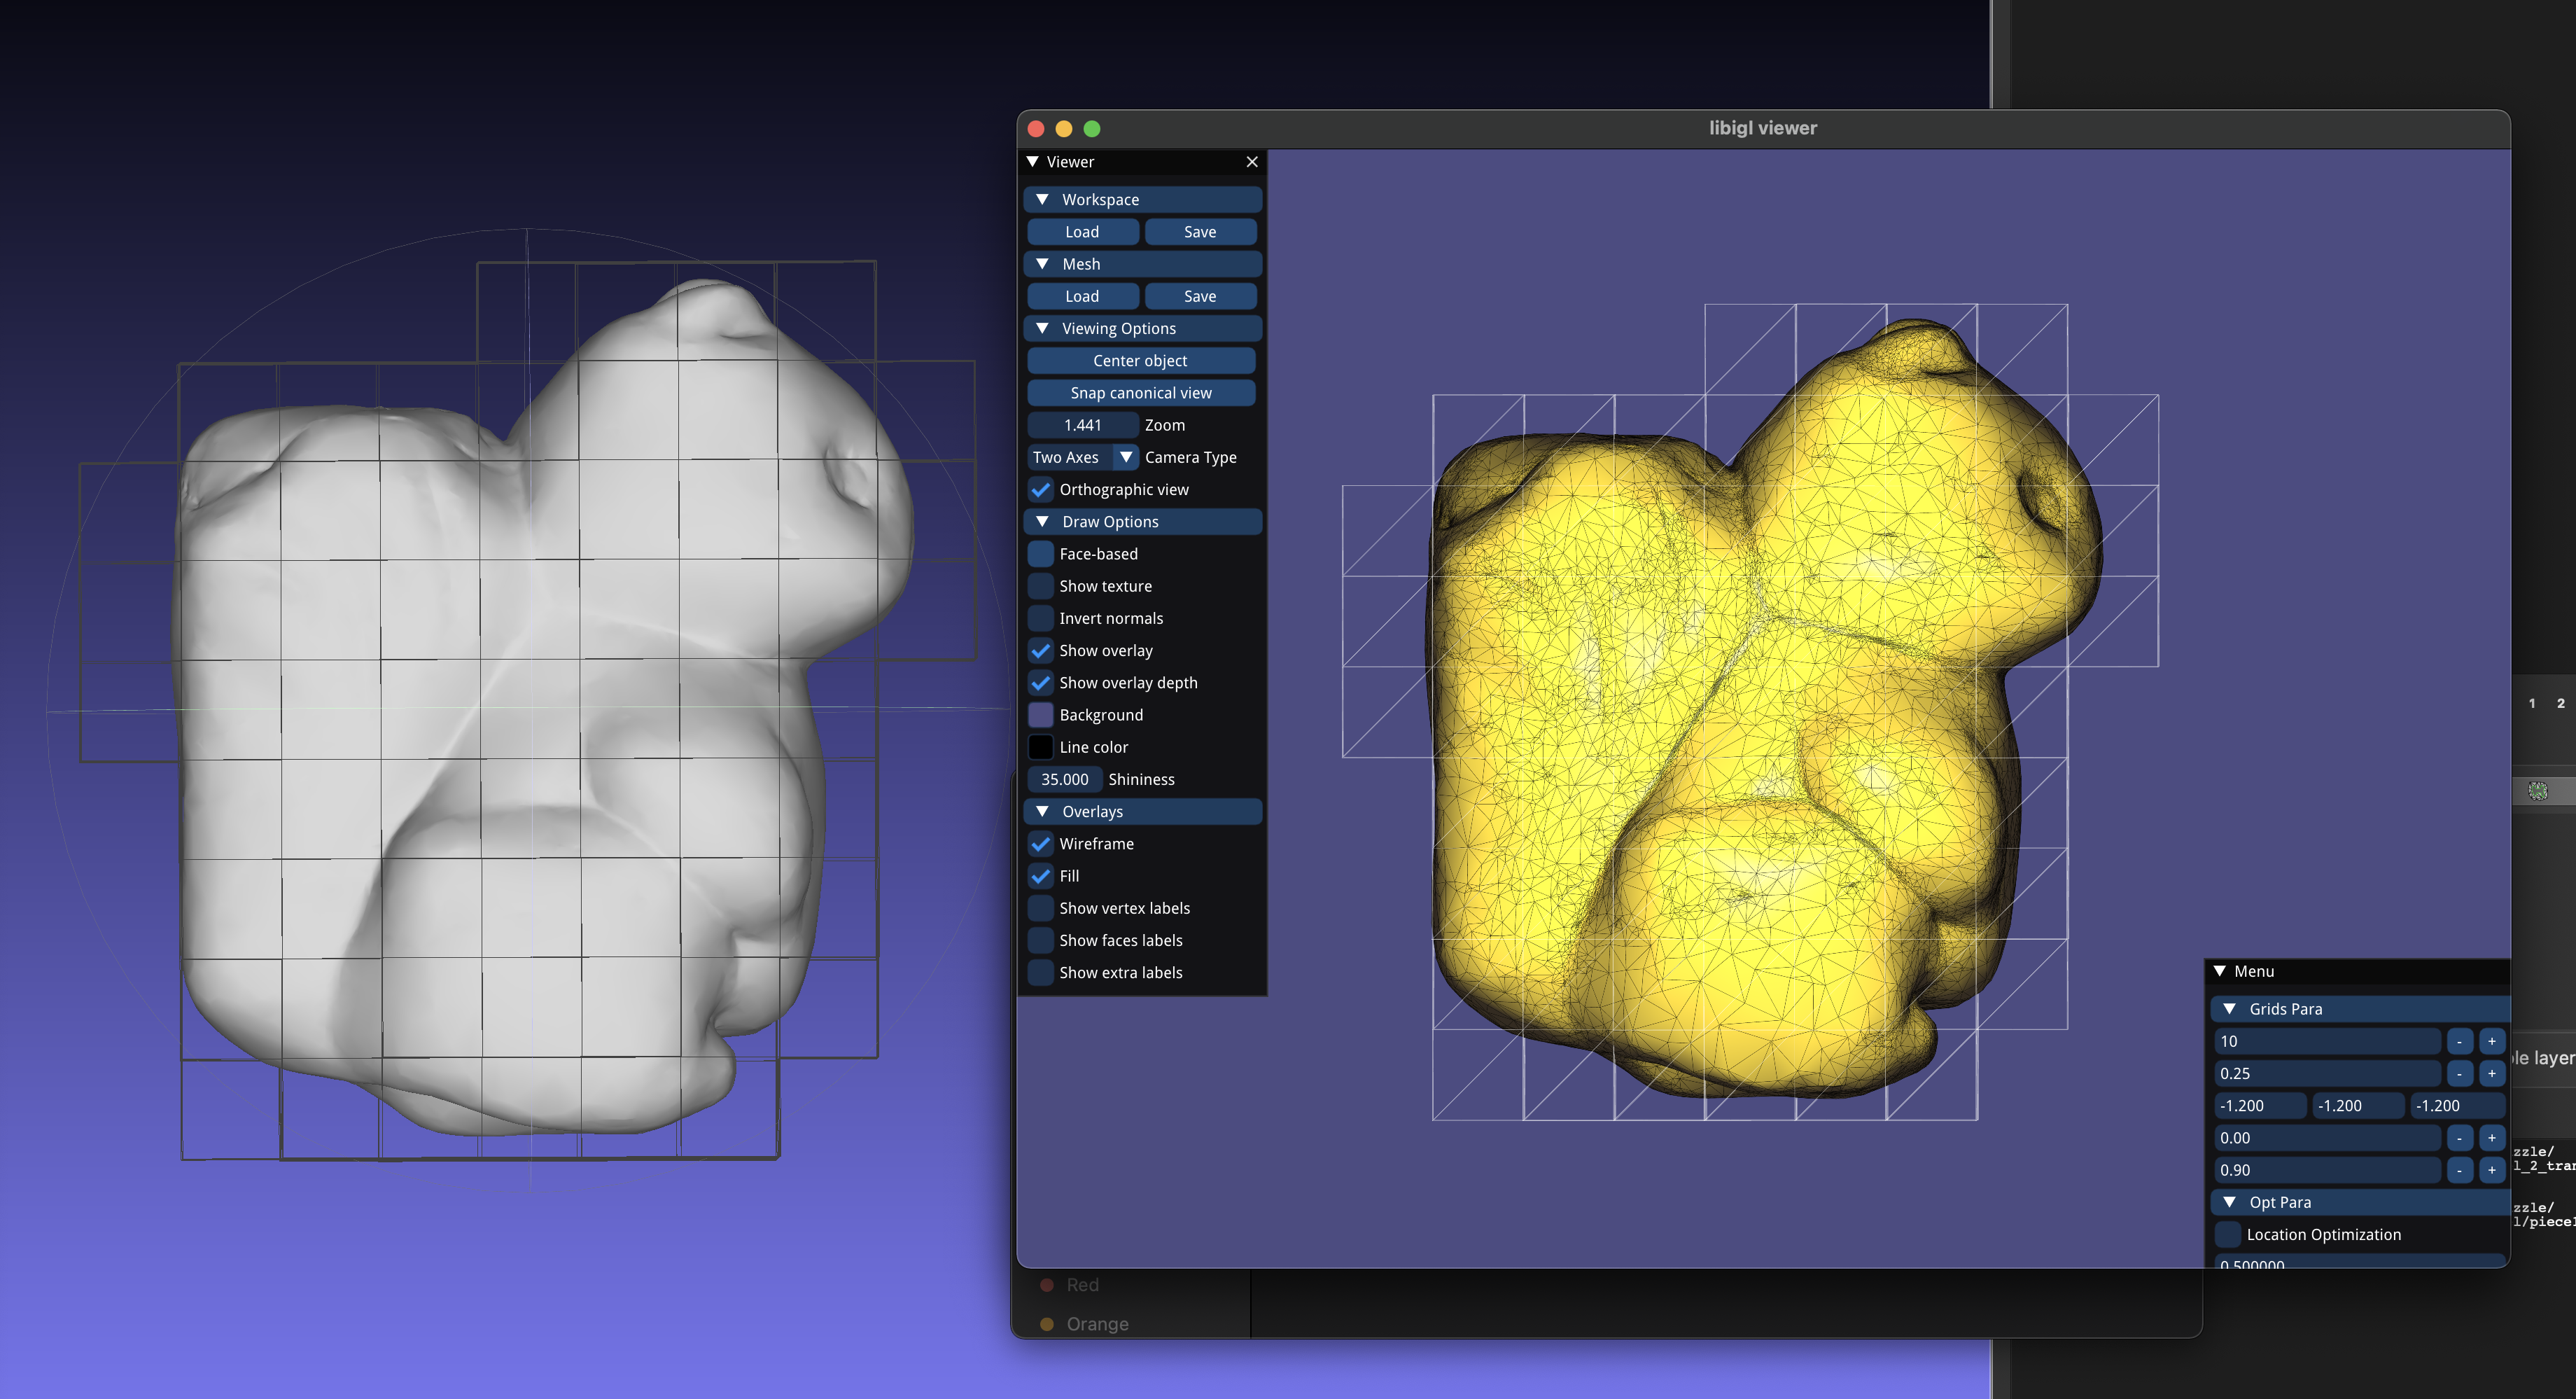 libigl viewer
Viewer
Workspace
Load Save
Mesh
Load Save
Viewing Options
Center object
Snap canonical view
1.441 Zoom
Two Axes Camera Type
Orthographic view
Draw Options
Face-based
Show texture
Invert normals
Show overlay
Show overlay depth
Background
Line color
35.000 Shininess
Overlays
Wireframe
Fill
Show vertex labels
Show faces labels
Show extra labels
Menu
Grids Para
10 - +
0.25 - +
-1.200 -1.200 -1.200
0.00 - +
0.90 - +
Opt Para
Location Optimization
0.500000
Red
Orange
1 2
layer
zzle/
l_2_tran
zzle/
l/piece